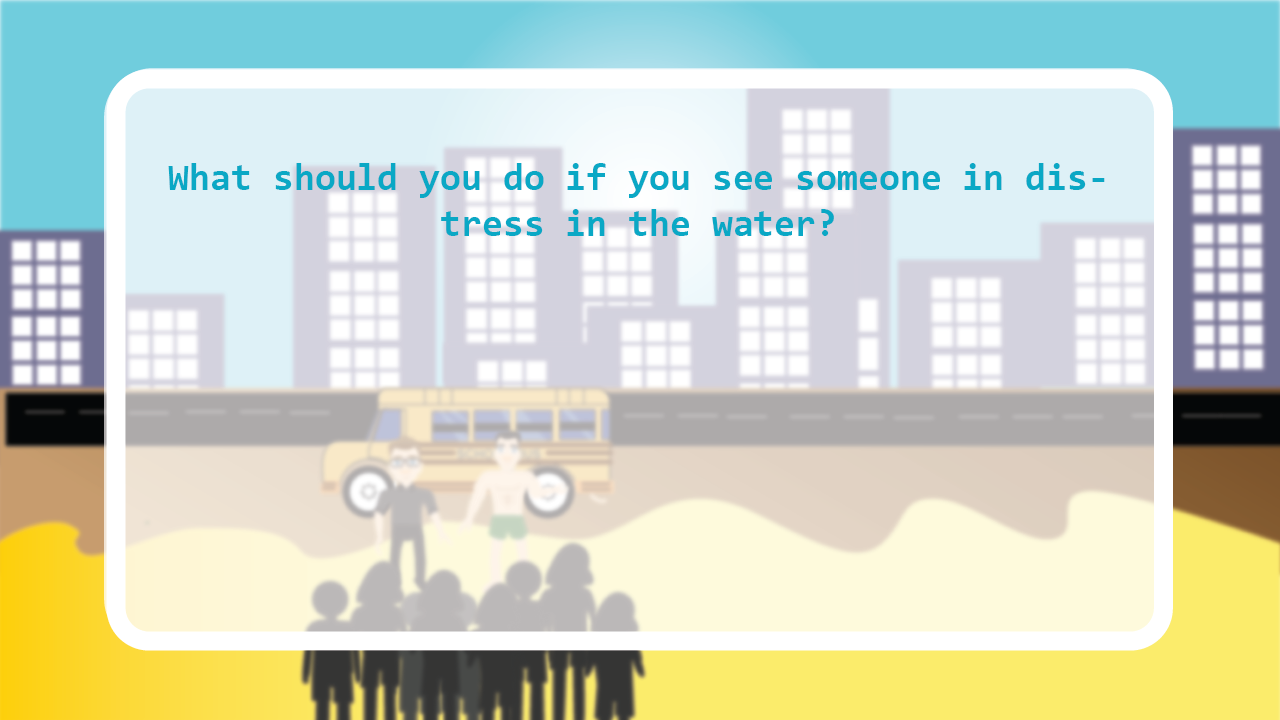 What should you do if you see someone in dis-
tress in the water?